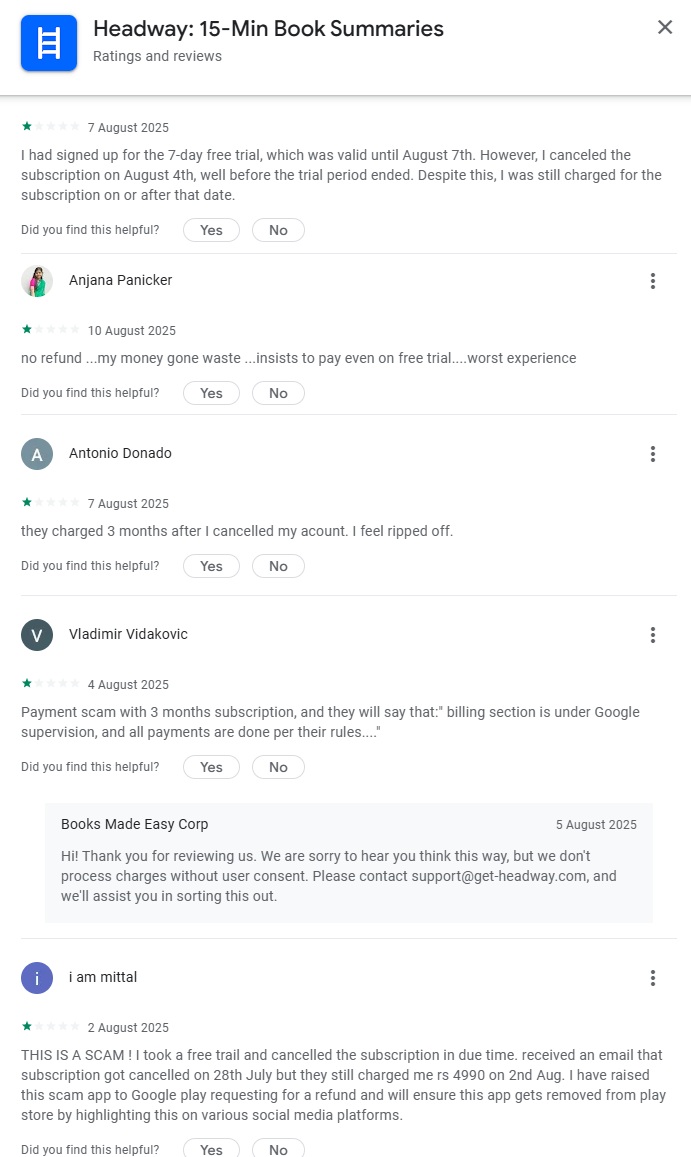 Headway: 15-Min Book Summaries
Ratings and reviews
7 August 2025
I had signed up for the 7-day free trial, which was valid until August 7th. However, I canceled the
subscription on August 4th, well before the trial period ended. Despite this, I was still charged for the
subscription on or after that date.
Did you find this helpful? Yes No
Anjana Panicker
10 August 2025
no refund ...my money gone waste ...insists to pay even on free trial....worst experience
Did you find this helpful? Yes No
A Antonio Donado
7 August 2025
they charged 3 months after I cancelled my acount. I feel ripped off.
Did you find this helpful? Yes No
V Vladimir Vidakovic
4 August 2025
Payment scam with 3 months subscription, and they will say that:" billing section is under Google
supervision, and all payments are done per their rules...."
Did you find this helpful? Yes No
Books Made Easy Corp 5 August 2025
Hi! Thank you for reviewing us. We are sorry to hear you think this way, but we don't
process charges without user consent. Please contact support@get-headway.com, and
we'll assist you in sorting this out.
i i am mittal
2 August 2025
THIS IS A SCAM ! I took a free trail and cancelled the subscription in due time. received an email that
subscription got cancelled on 28th July but they still charged me rs 4990 on 2nd Aug. I have raised
this scam app to Google play requesting for a refund and will ensure this app gets removed from play
store by highlighting this on various social media platforms.
Did you find this helpful? Yes No